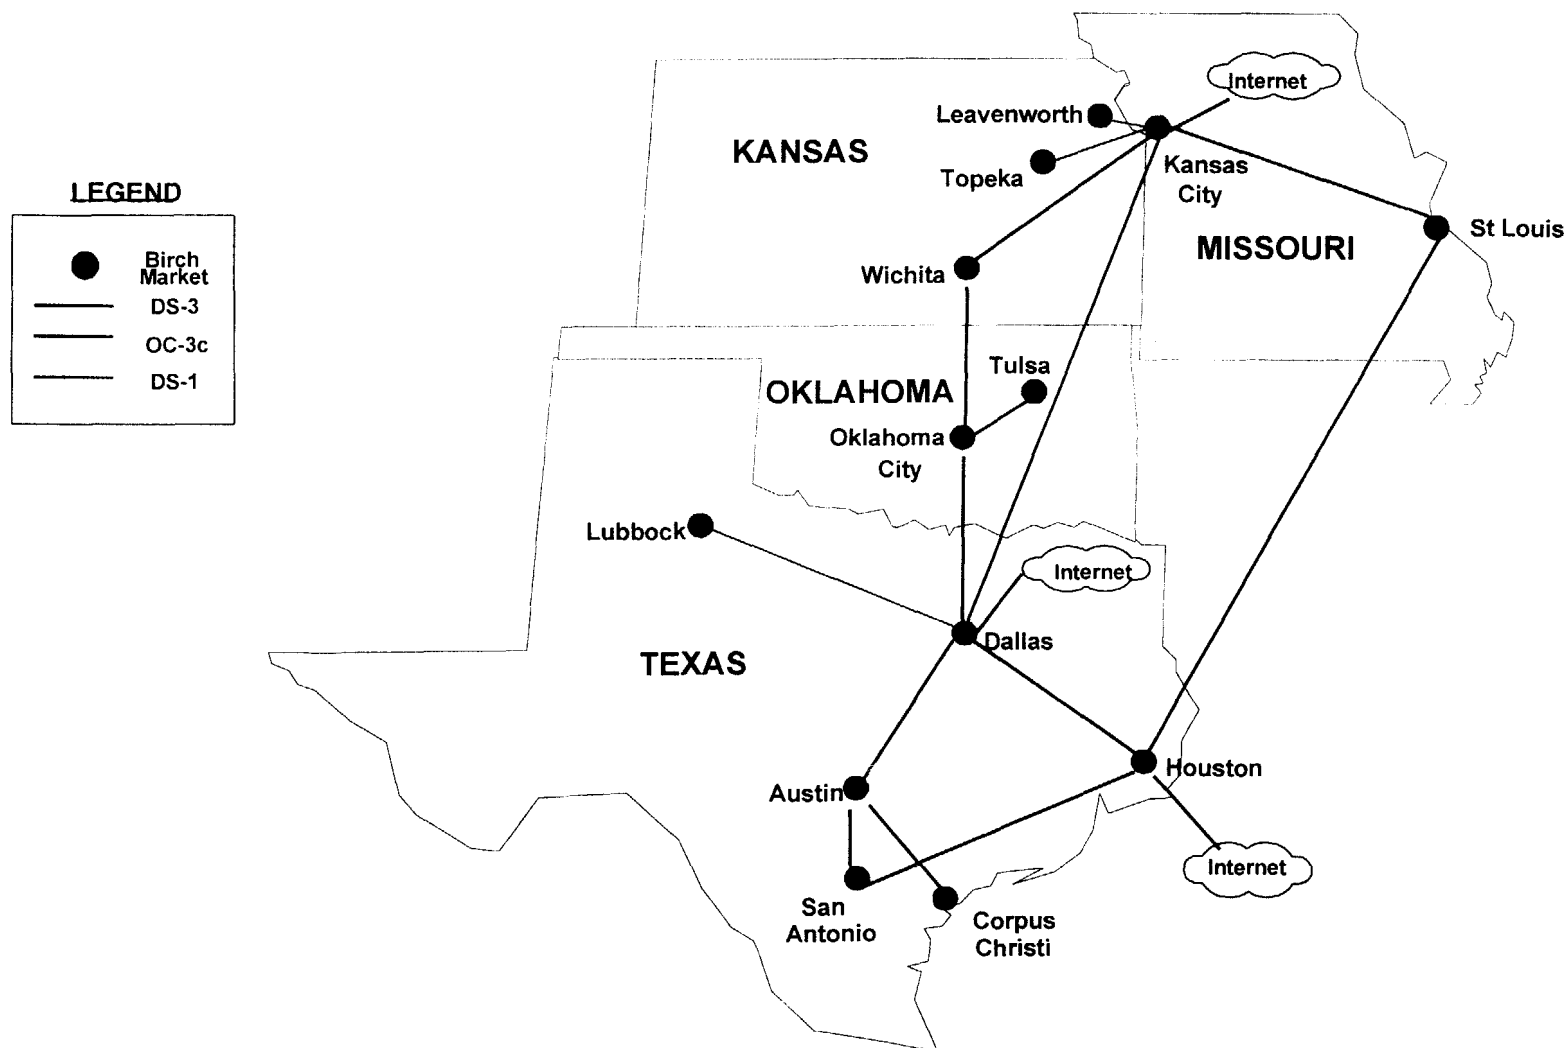 Internet
Leavenworth
KANSAS
Topeka
Kansas
City
LEGEND
Birch
Market
DS-3
OC-3c
DS-1
St Louis
MISSOURI
Wichita
Tulsa
OKLAHOMA
Oklahoma
City
Lubbock
Internet
Dallas
TEXAS
Houston
Austin
Internet
San
Antonio
Corpus
Christi